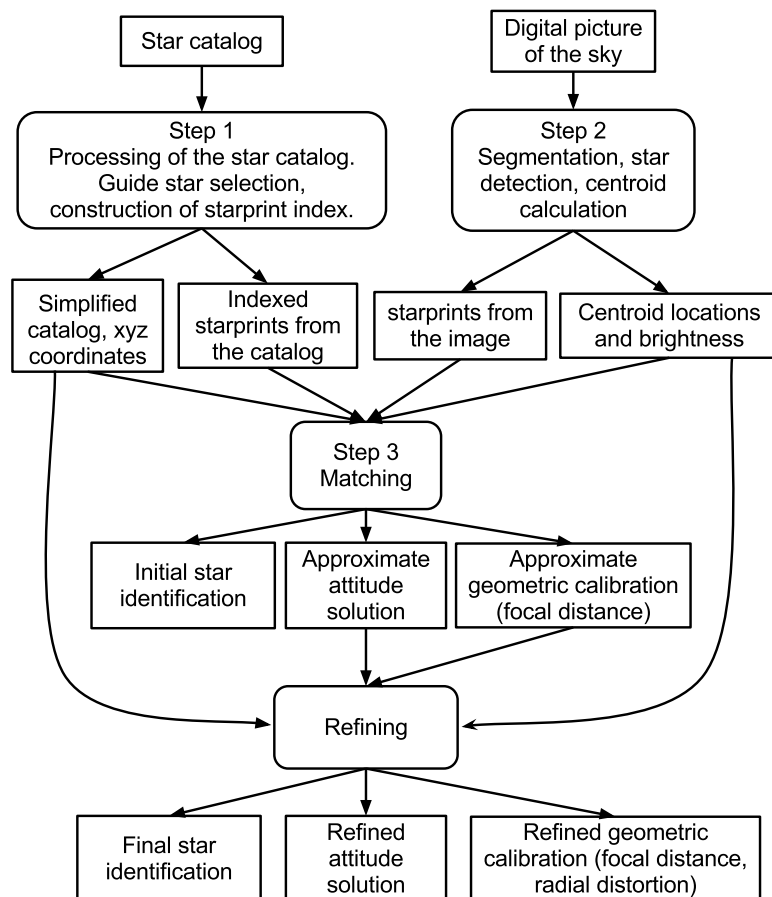 Star catalog
Digital picture
of the sky
Step 1
Processing of the star catalog.
Guide star selection,
construction of starprint index.
Step 2
Segmentation, star
detection, centroid
calculation
Simplified
catalog, xyz
coordinates
Indexed
starprints from
the catalog
starprints from
the image
Centroid locations
and brightness
Step 3
Matching
Initial star
identification
Approximate
attitude
solution
Approximate
geometric calibration
(focal distance)
Refining
Final star
identification
Refined
attitude
solution
Refined geometric
calibration (focal distance,
radial distortion)